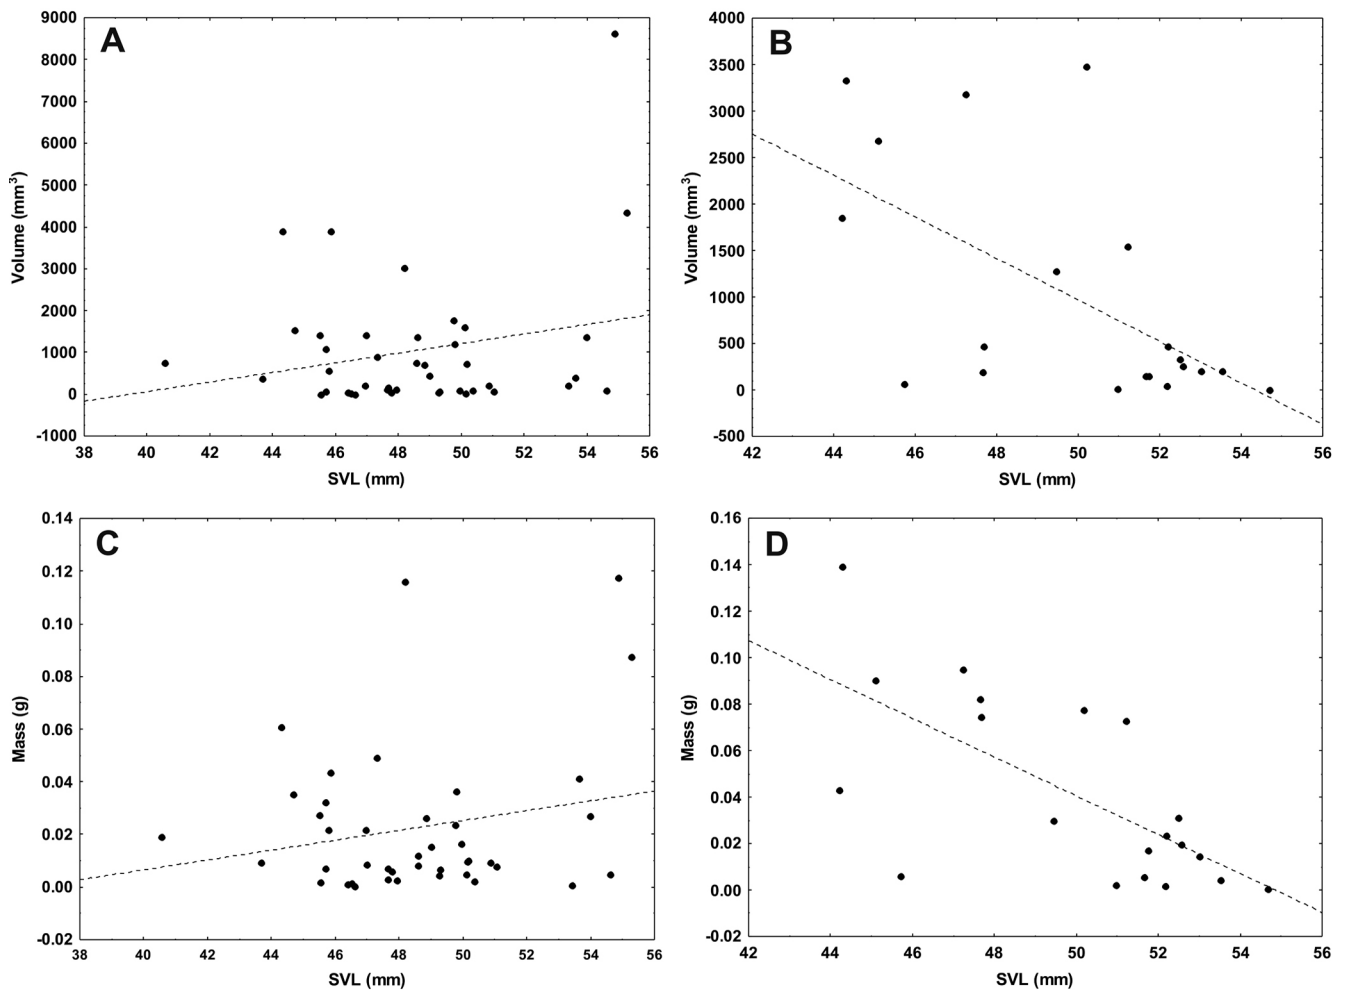 A
9000
8000
7000
6000
5000
4000
3000
2000
1000
0
-1000
Volume (mm³)
38 40 42 44 46 48 50 52 54 56
SVL (mm)
B
4000
3500
3000
2500
2000
1500
1000
500
0
-500
Volume (mm³)
42 44 46 48 50 52 54 56
SVL (mm)
C
0.14
0.12
0.10
0.08
0.06
0.04
0.02
0.00
-0.02
Mass (g)
38 40 42 44 46 48 50 52 54 56
SVL (mm)
D
0.16
0.14
0.12
0.10
0.08
0.06
0.04
0.02
0.00
-0.02
Mass (g)
42 44 46 48 50 52 54 56
SVL (mm)